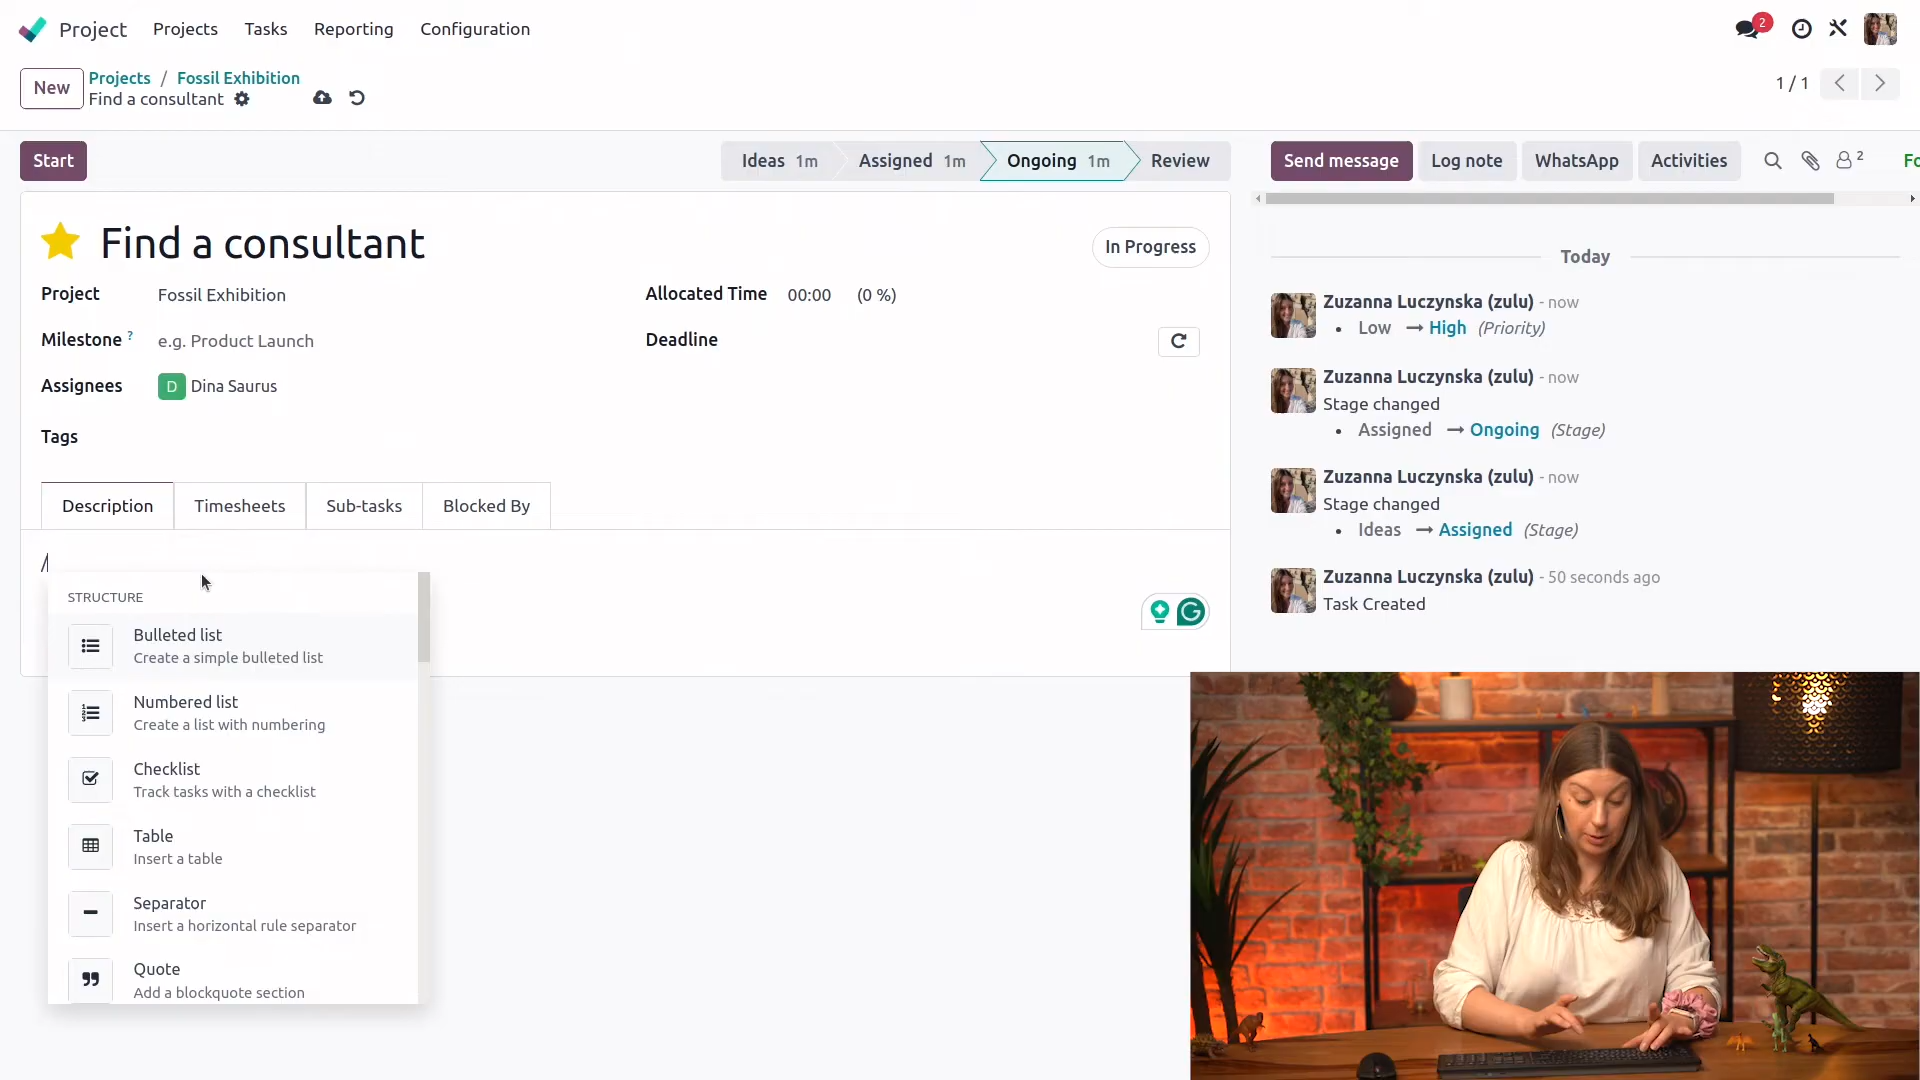 Project Projects Tasks Reporting Configuration
2
New
Projects / Fossil Exhibition
Find a consultant
1 / 1
Start
Ideas 1m Assigned 1m Ongoing 1m Review
Send message Log note WhatsApp Activities 2 Fo
Find a consultant
In Progress
Project Fossil Exhibition
Milestone ? e.g. Product Launch
Assignees D Dina Saurus
Tags
Allocated Time 00:00 (0 %)
Deadline
Description Timesheets Sub-tasks Blocked By
/
STRUCTURE
Bulleted list
Create a simple bulleted list
Numbered list
Create a list with numbering
Checklist
Track tasks with a checklist
Table
Insert a table
Separator
Insert a horizontal rule separator
Quote
Add a blockquote section
Today
Zuzanna Luczynska (zulu) - now
• Low → High (Priority)
Zuzanna Luczynska (zulu) - now
Stage changed
• Assigned → Ongoing (Stage)
Zuzanna Luczynska (zulu) - now
Stage changed
• Ideas → Assigned (Stage)
Zuzanna Luczynska (zulu) - 50 seconds ago
Task Created